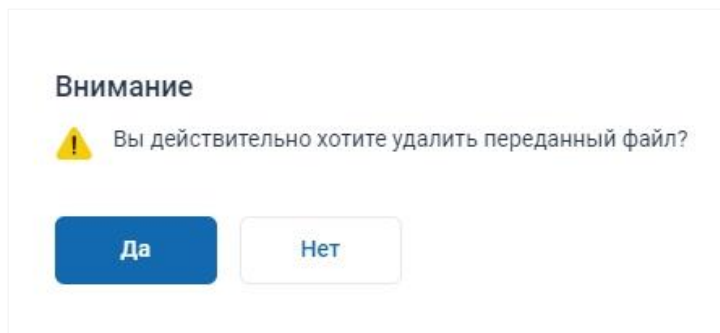 Внимание
Вы действительно хотите удалить переданный файл?
Да
Нет